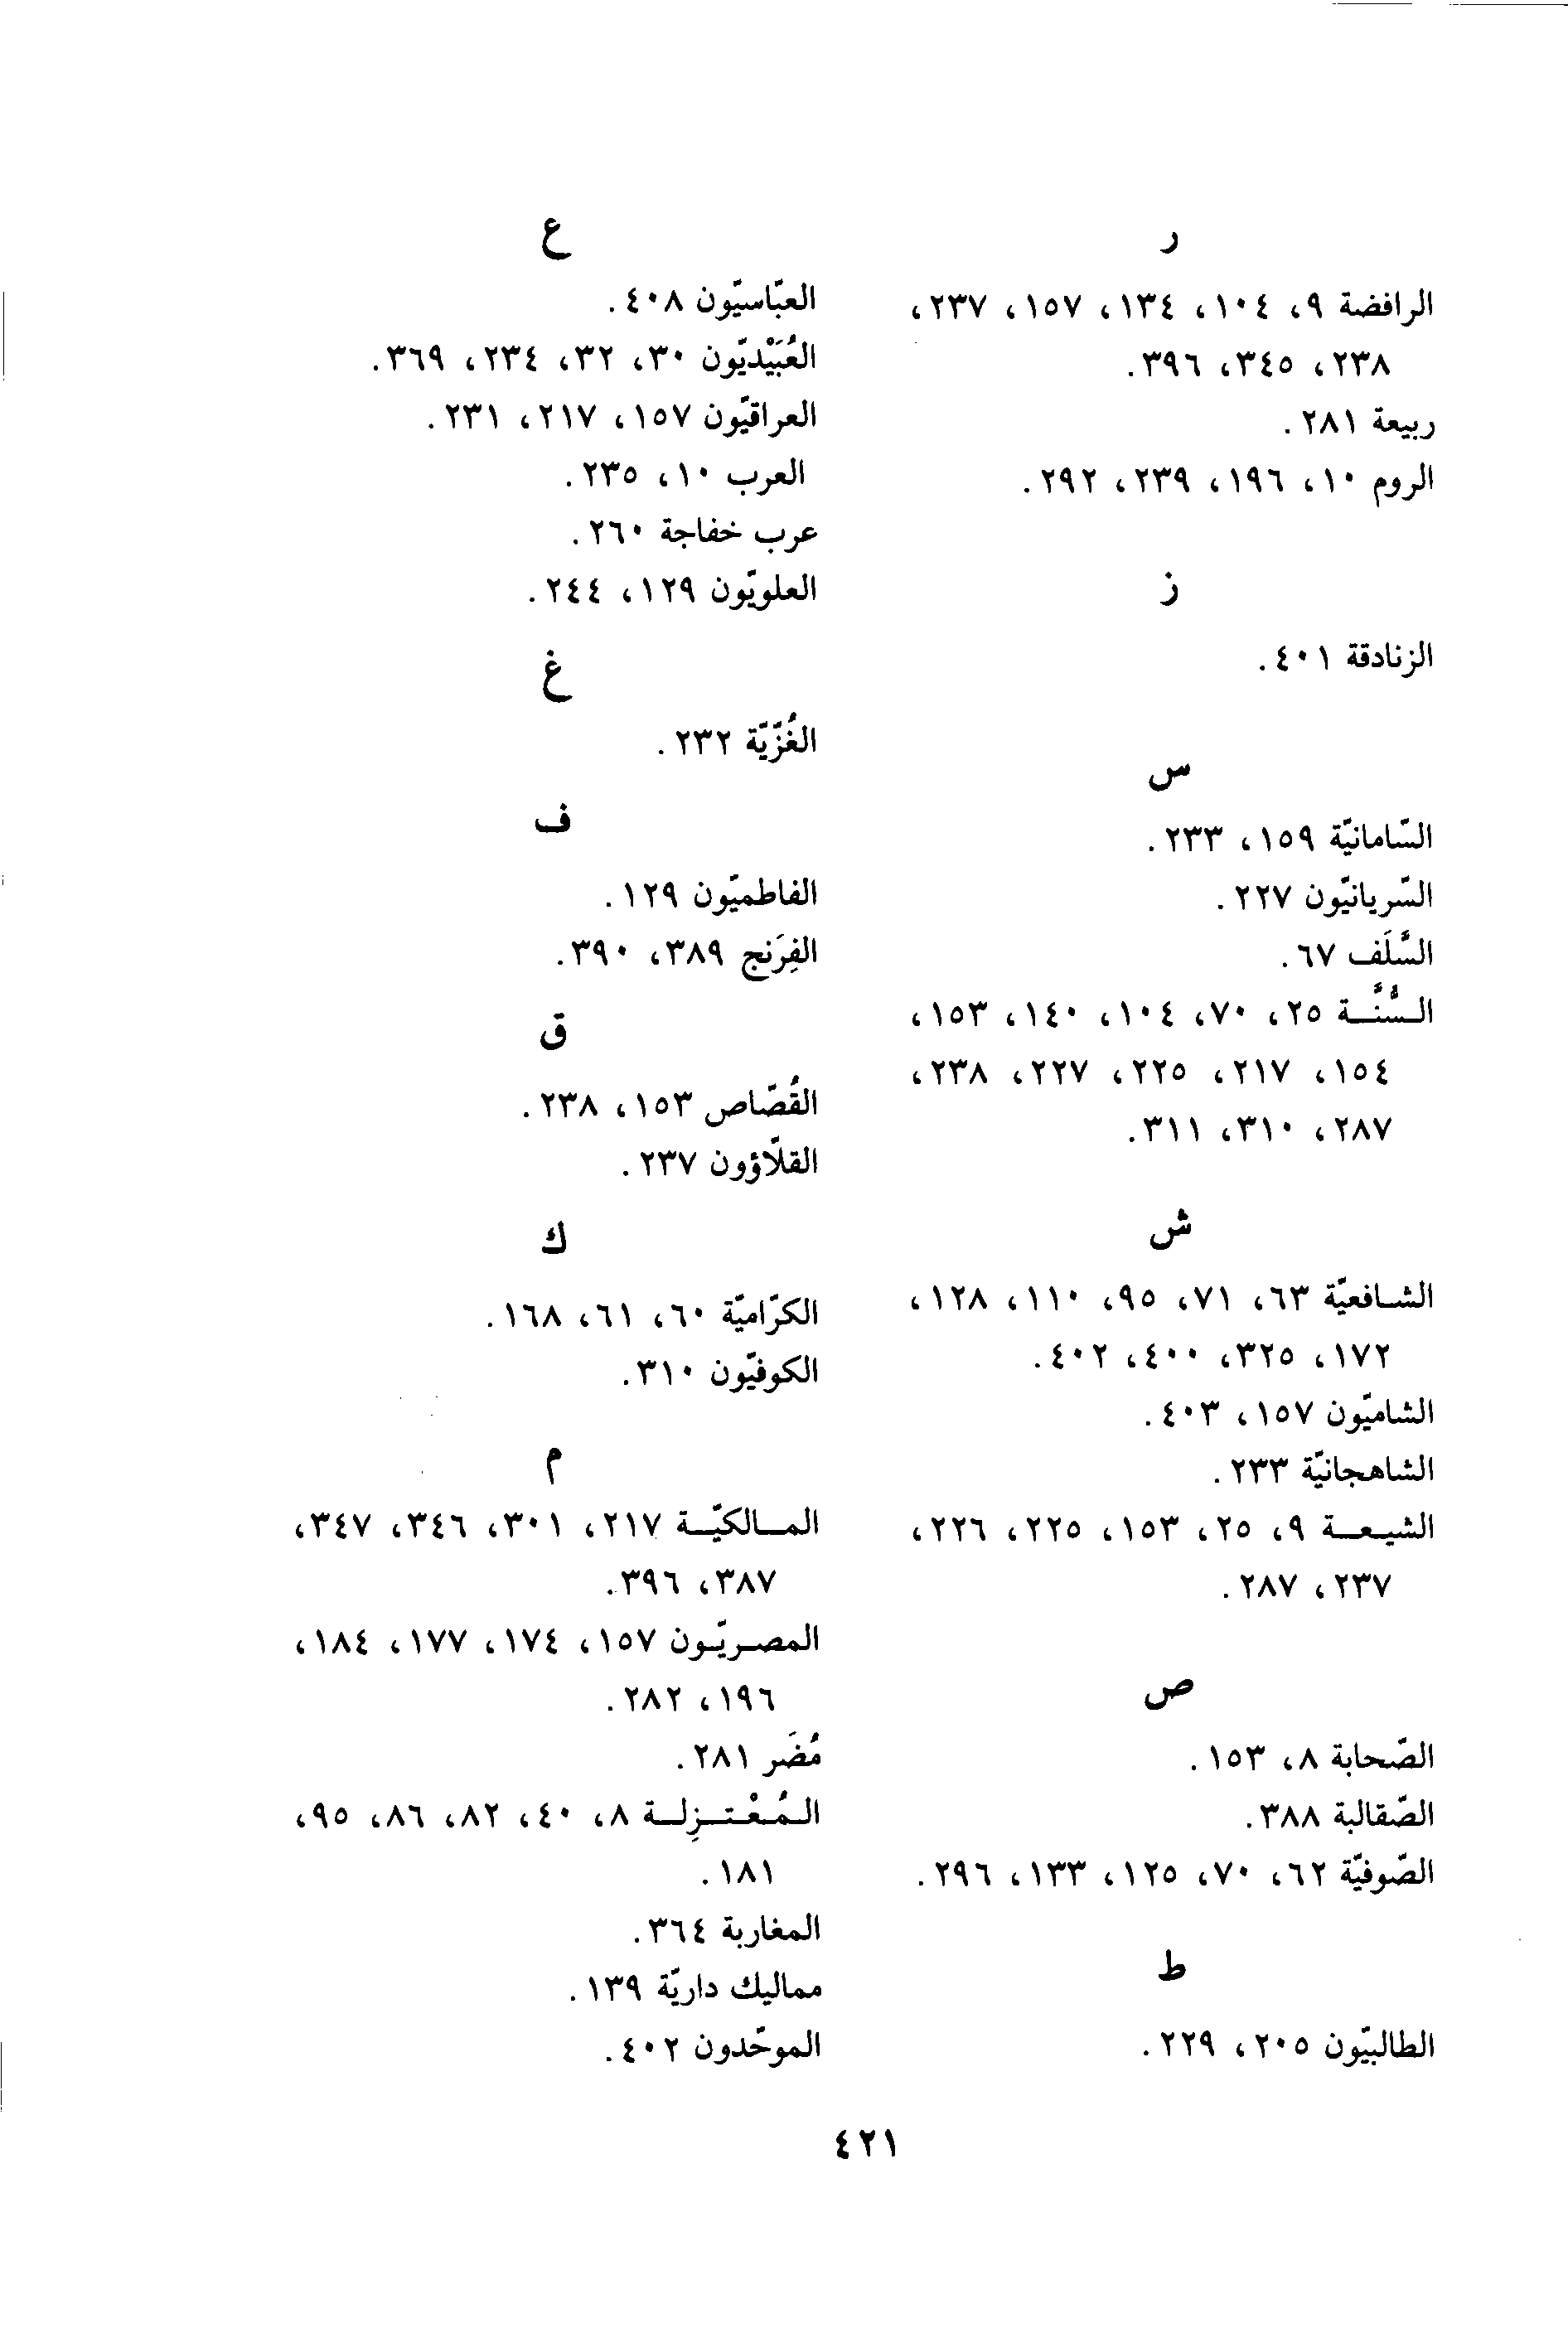 ر
الرافضة ٩، ١٠٤، ١٣٤، ١٥٧، ٢٣٧،
٢٣٨، ٣٤٥، ٣٩٦.
ربيعة ٢٨١.
الروم ١٠، ١٩٦، ٢٣٩، ٢٩٢.
ز
الزنادقة ٤٠١.
س
السّامانيّة ١٥٩، ٢٣٣.
السّريانيّون ٢٢٧.
السَّلَف ٦٧.
السُّنَّة ٢٥، ٧٠، ١٠٤، ١٤٠، ١٥٣،
١٥٤، ٢١٧، ٢٢٥، ٢٢٧، ٢٣٨،
٢٨٧، ٣١٠، ٣١١.
ش
الشافعيّة ٦٣، ٧١، ٩٥، ١١٠، ١٢٨،
١٧٢، ٣٢٥، ٤٠٠، ٤٠٢.
الشاميّون ١٥٧، ٤٠٣.
الشاهجانيّة ٢٣٣.
الشيعة ٩، ٢٥، ١٥٣، ٢٢٥، ٢٢٦،
٢٣٧، ٢٨٧.
ص
الصّحابة ٨، ١٥٣.
الصّقالبة ٣٨٨.
الصّوفيّة ٦٢، ٧٠، ١٢٥، ١٣٣، ٢٩٦.
ط
الطالبيّون ٢٠٥، ٢٢٩.
ع
العبّاسيّون ٤٠٨.
العُبَيْديّون ٣٠، ٣٢، ٢٣٤، ٣٦٩.
العراقيّون ١٥٧، ٢١٧، ٢٣١.
العرب ١٠، ٢٣٥.
عرب خفاجة ٢٦٠.
العلويّون ١٢٩، ٢٤٤.
غ
الغُزّيّة ٢٣٢.
ف
الفاطميّون ١٢٩.
الفِرَنج ٣٨٩، ٣٩٠.
ق
القُصّاص ١٥٣، ٢٣٨.
القلّاؤون ٢٣٧.
ك
الكرّاميّة ٦٠، ٦١، ١٦٨.
الكوفيّون ٣١٠.
م
المالكيّة ٢١٧، ٣٠١، ٣٤٦، ٣٤٧،
٣٨٧، ٣٩٦.
المصريّون ١٥٧، ١٧٤، ١٧٧، ١٨٤،
١٩٦، ٢٨٢.
مُضَر ٢٨١.
المُعْتزِلة ٨، ٤٠، ٨٢، ٨٦، ٩٥،
١٨١.
المغاربة ٣٦٤.
مماليك داريّة ١٣٩.
الموحّدون ٤٠٢.
٤٢١